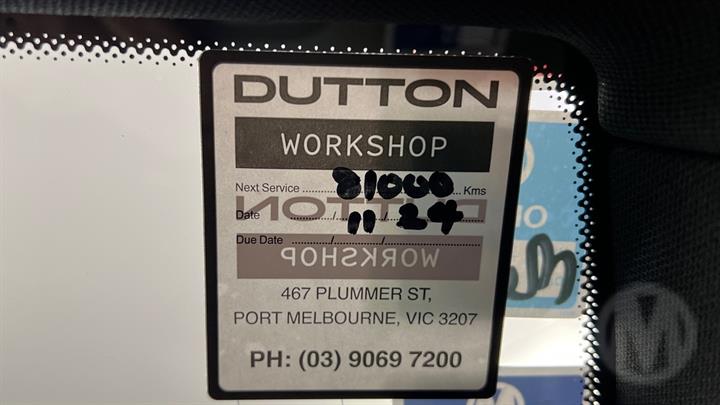 DUTTON
WORKSHOP
Next Service ........ 81000 ... Kms
Date ......../ 11 / 24
DUTTON
Due Date ......../......../........
WORKSHOP
467 PLUMMER ST,
PORT MELBOURNE, VIC 3207
PH: (03) 9069 7200
M